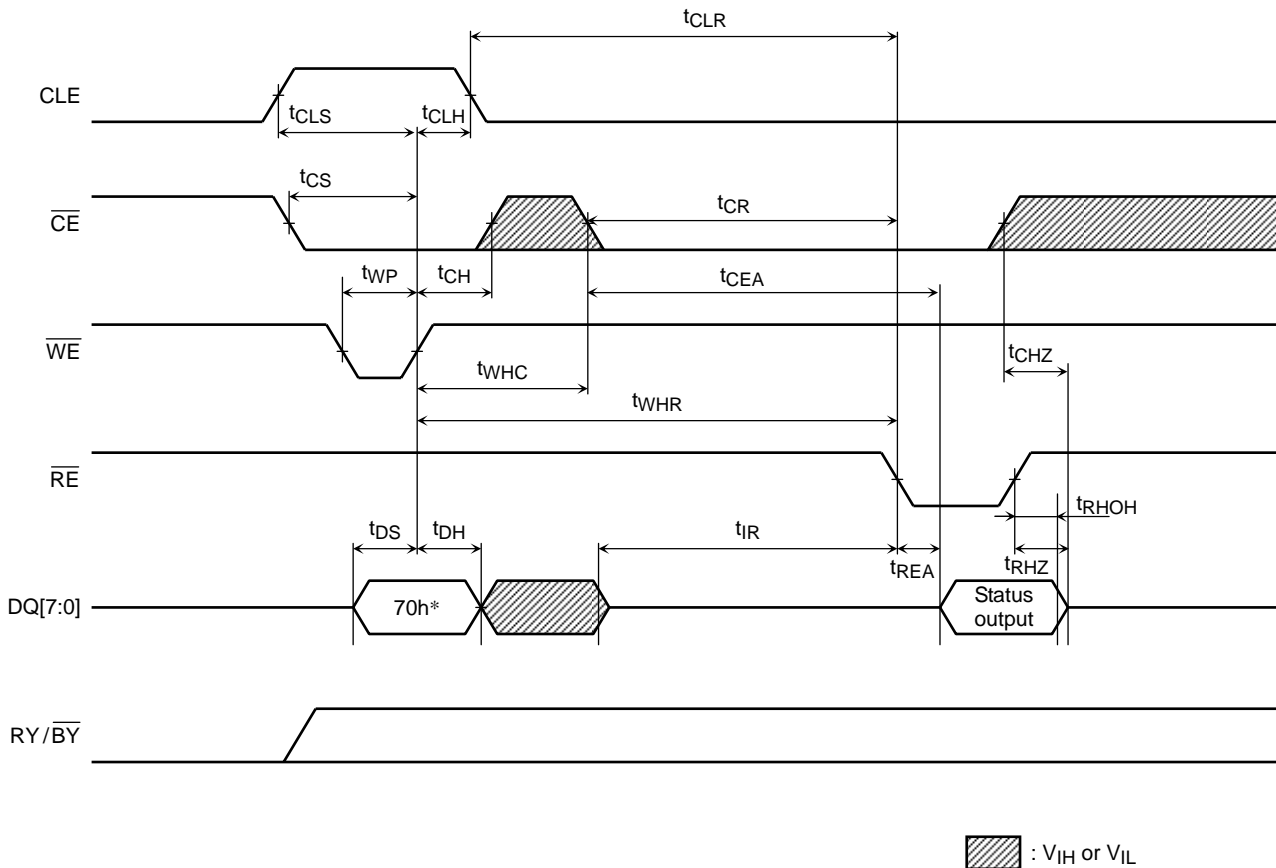 tCLR
CLE
tCLS
tCLH
tCS
CE
tCR
tWP
tCH
tCEA
WE
tCHZ
tWHC
tWHR
RE
tRHOH
tDS
tDH
tIR
tREA
tRHZ
DQ[7:0]
70h*
Status
output
RY/BY
: VIH or VIL